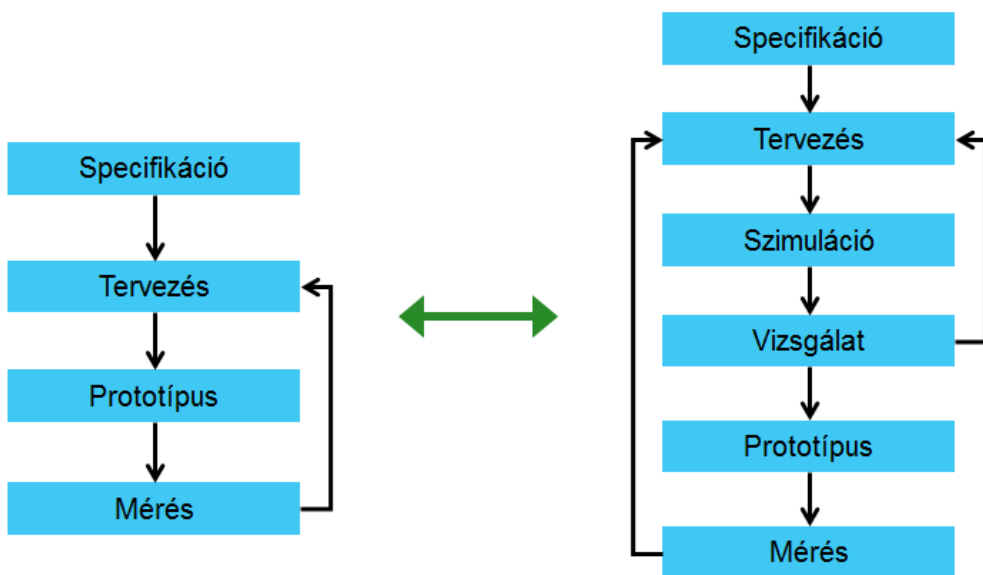 Specifikáció
Tervezés
Prototípus
Mérés
Specifikáció
Tervezés
Szimuláció
Vizsgálat
Prototípus
Mérés